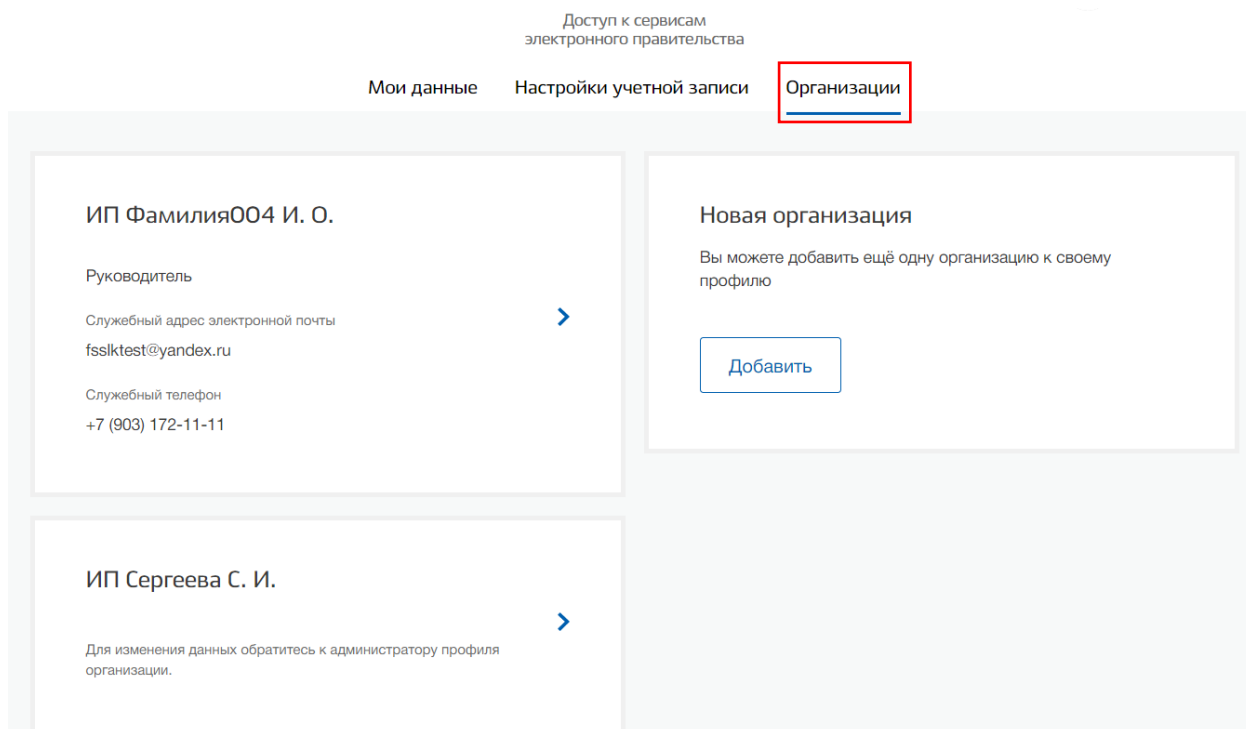 Доступ к сервисам
электронного правительства
Мои данные
Настройки учетной записи
Организации
ИП Фамилия004 И. О.
Руководитель
Служебный адрес электронной почты
fsslktest@yandex.ru
Служебный телефон
+7 (903) 172-11-11
Новая организация
Вы можете добавить ещё одну организацию к своему
профилю
Добавить
ИП Сергеева С. И.
Для изменения данных обратитесь к администратору профиля
организации.